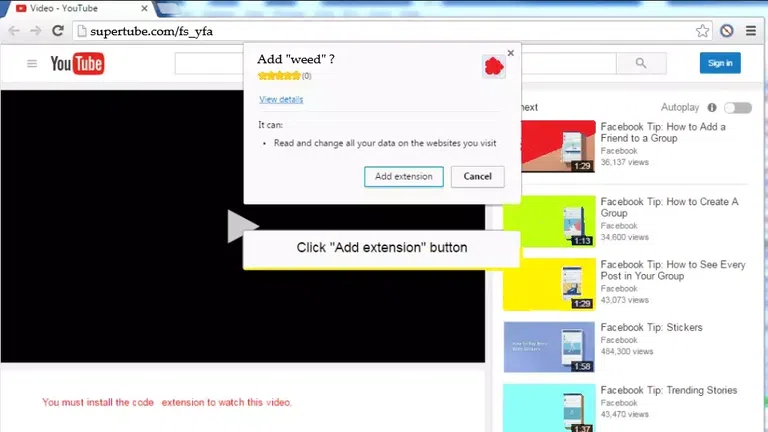 Video - YouTube
supertube.com/fs_yfa
YouTube
Sign in
Add "weed" ?
(0)
View details
It can:
• Read and change all your data on the websites you visit
Add extension
Cancel
Click "Add extension" button
You must install the code extension to watch this video.
next
Autoplay
Facebook Tip: How to Add a
Friend to a Group
Facebook
36,137 views
1:29
Facebook Tip: How to Create A
Group
Facebook
34,600 views
1:13
Facebook Tip: How to See Every
Post in Your Group
Facebook
43,073 views
1:29
Facebook Tip: Stickers
Facebook
484,300 views
1:58
Facebook Tip: Trending Stories
Facebook
43,470 views
1:37